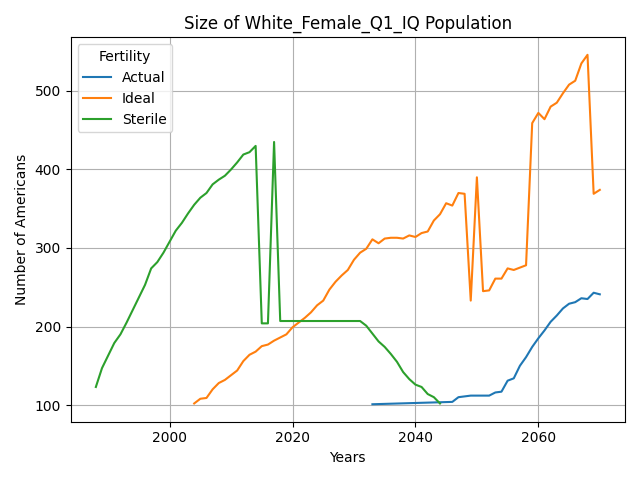 Size of White_Female_Q1_IQ Population
Fertility
Actual
Ideal
Sterile
Number of Americans
500
400
300
200
100
2000
2020
2040
2060
Years